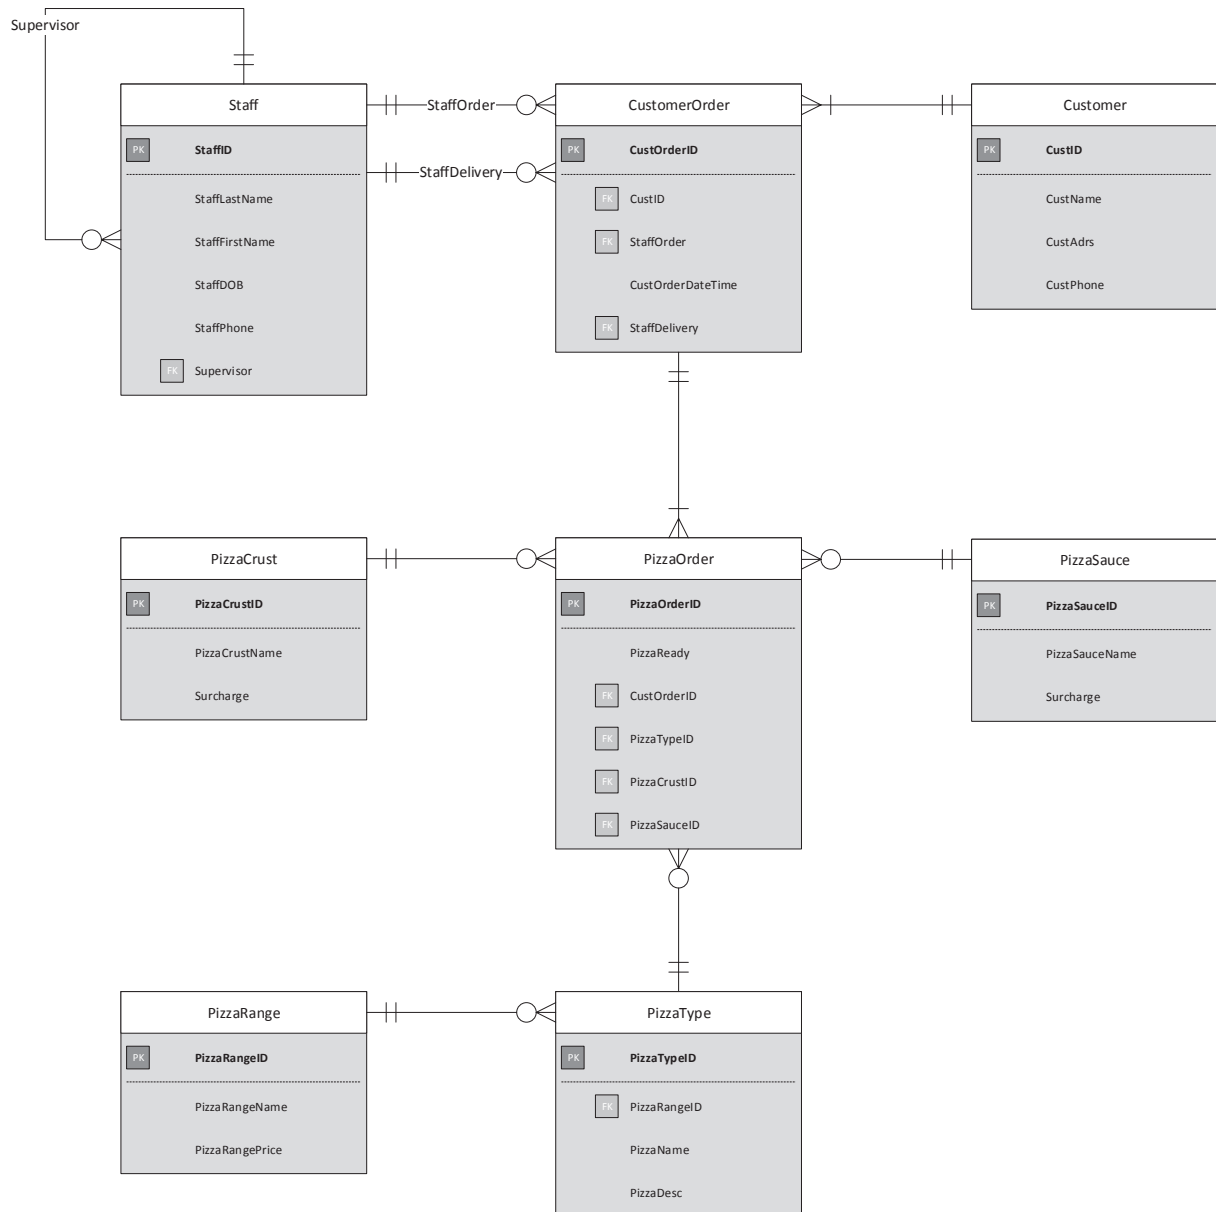 Supervisor
Staff
PK StaffID
StaffLastName
StaffFirstName
StaffDOB
StaffPhone
FK Supervisor
StaffOrder
StaffDelivery
CustomerOrder
PK CustOrderID
FK CustID
FK StaffOrder
CustOrderDateTime
FK StaffDelivery
Customer
PK CustID
CustName
CustAdrs
CustPhone
PizzaCrust
PK PizzaCrustID
PizzaCrustName
Surcharge
PizzaOrder
PK PizzaOrderID
PizzaReady
FK CustOrderID
FK PizzaTypeID
FK PizzaCrustID
FK PizzaSauceID
PizzaSauce
PK PizzaSauceID
PizzaSauceName
Surcharge
PizzaRange
PK PizzaRangeID
PizzaRangeName
PizzaRangePrice
PizzaType
PK PizzaTypeID
FK PizzaRangeID
PizzaName
PizzaDesc